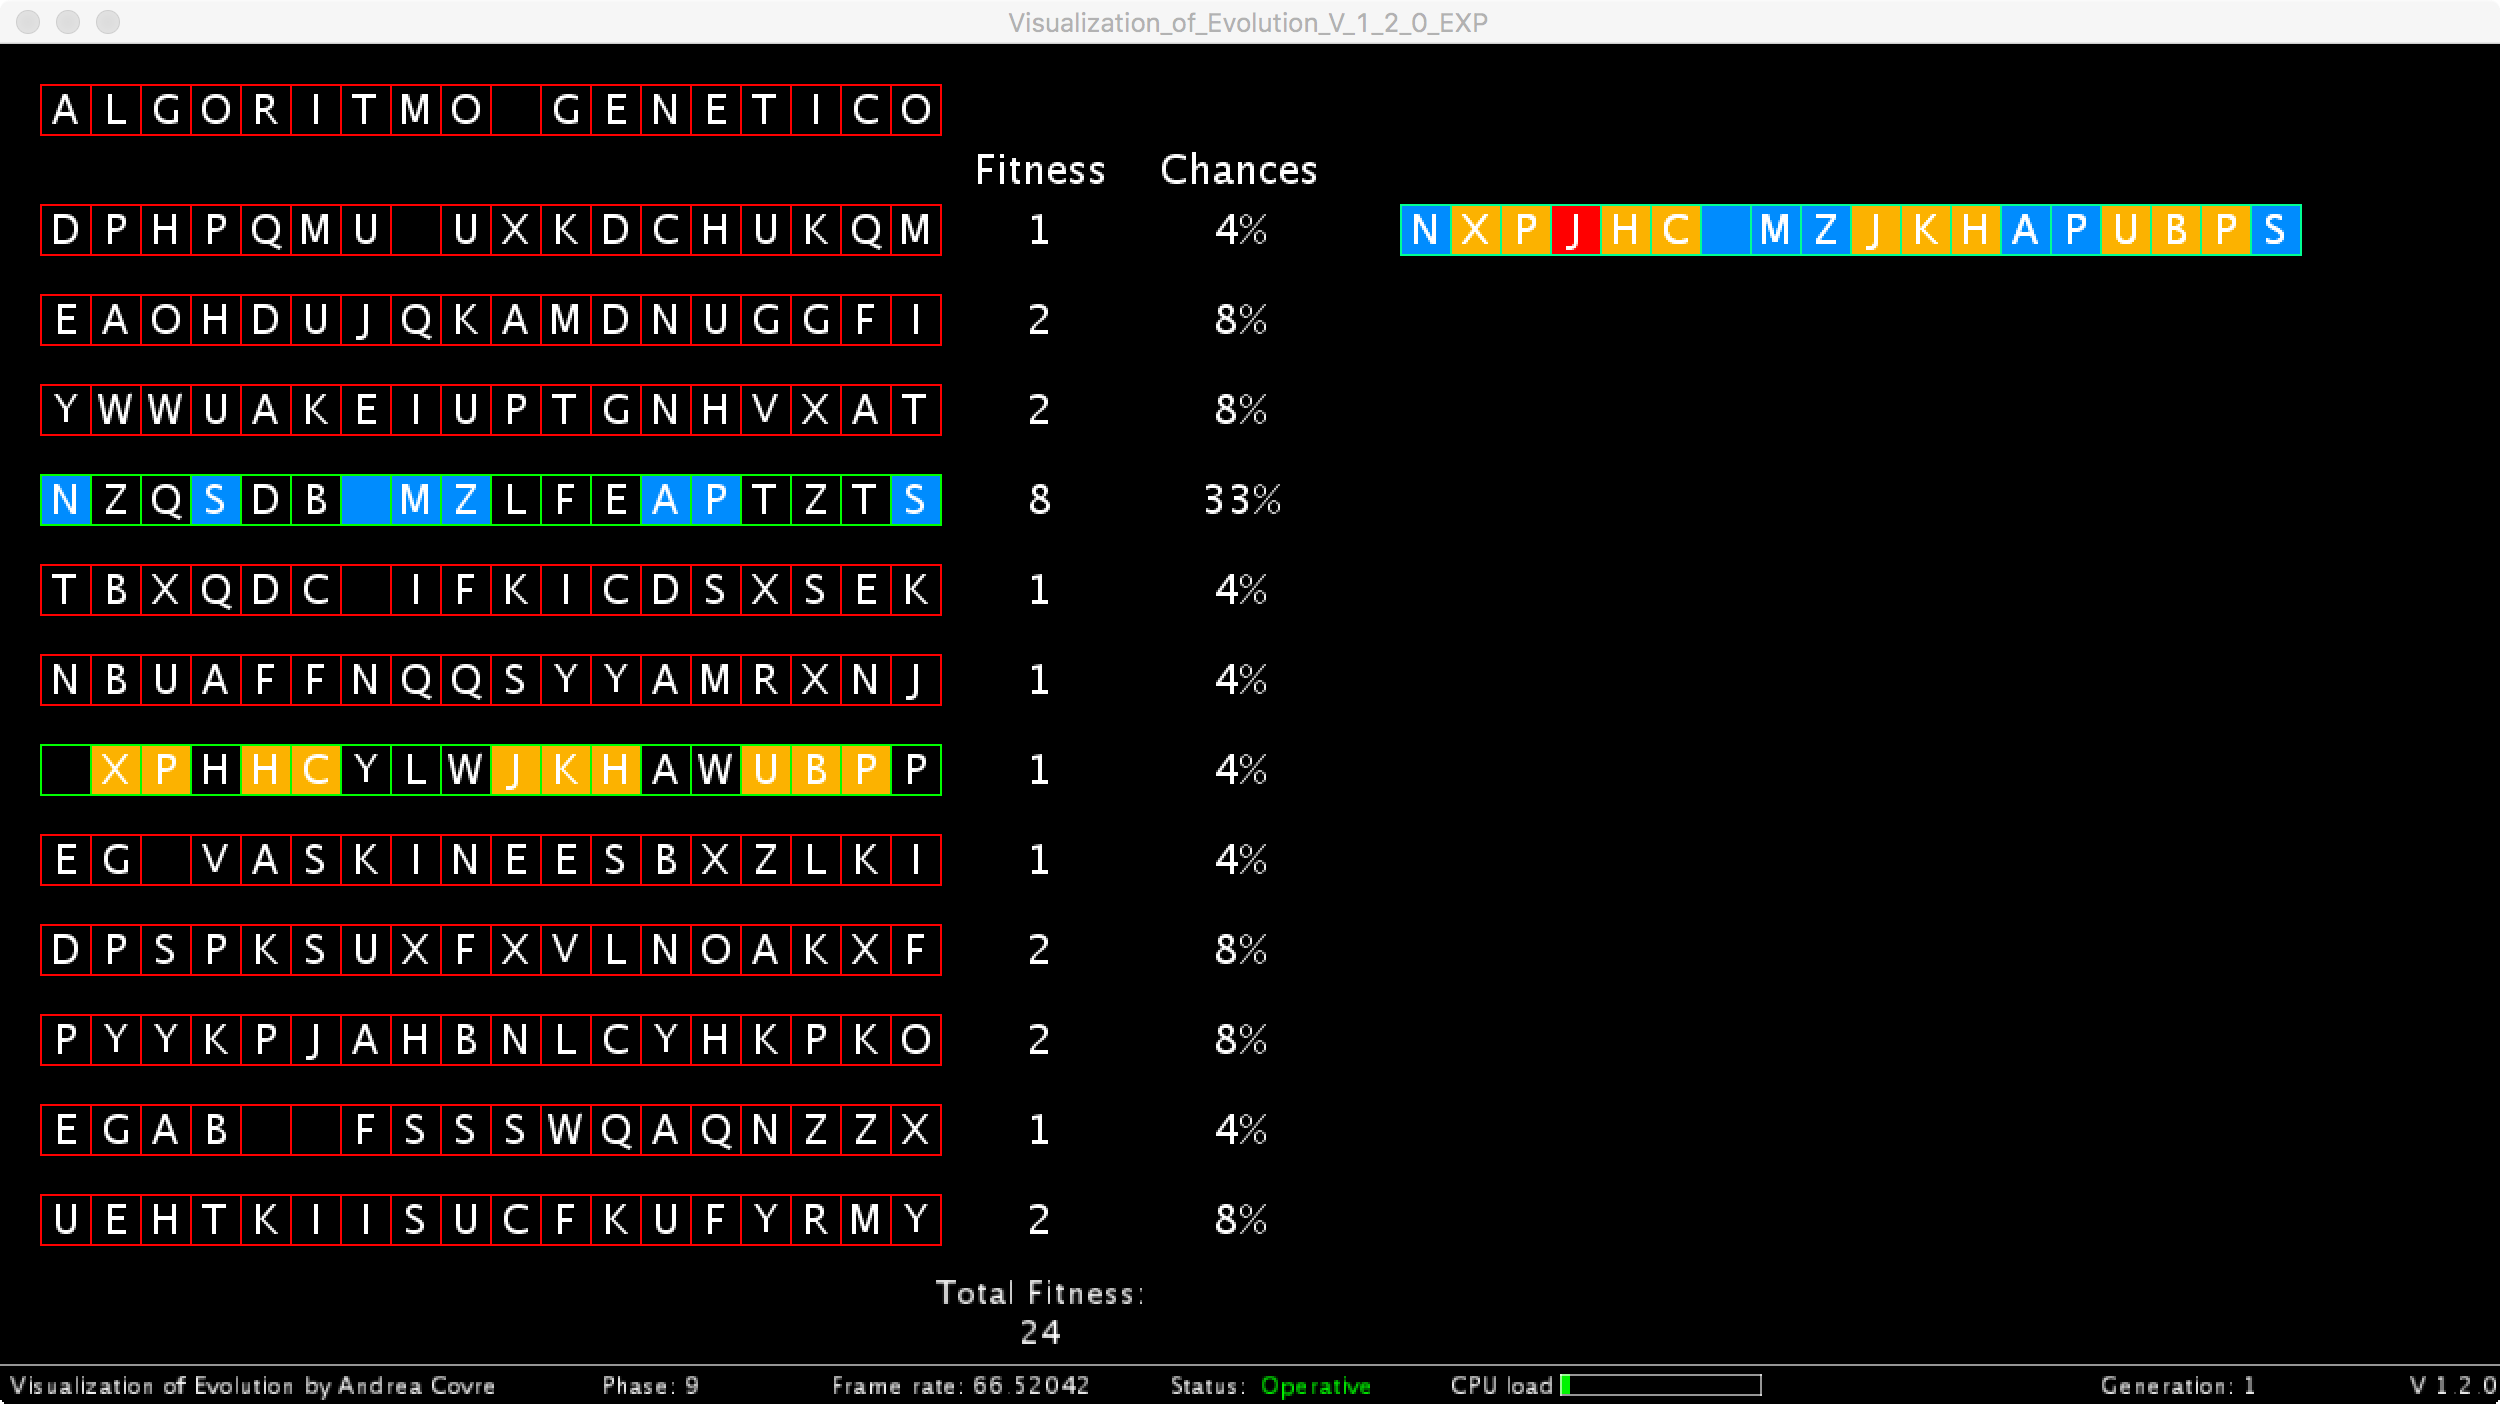 Visualization_of_Evolution_V_1_2_0_EXP
ALGORITMO GENETICO
Fitness Chances
DPHPQMU UXKDCHUKQM 1 4% NXPJHC MZJKHAPUBPS
EAOHDUJQKAMDNUGGFI 2 8%
YWWUAKEIUPTGNHVXAT 2 8%
NZQSDB MZLFEAPTZTS 8 33%
TBXQDC IFKICDSXSEK 1 4%
NBUAFFNQQSYYAMRXNJ 1 4%
XPHHCYLWJKHAWUBPP 1 4%
EG VASKINEESBXZLKI 1 4%
DPSPKSUXFXVLNOAKXF 2 8%
PYYKPJAHBNLCYHKPKO 2 8%
EGAB  FSSSWQAQNZZX 1 4%
UEHTKIISUCFKUFYRMY 2 8%
Total Fitness:
24
Visualization of Evolution by Andrea Covre Phase: 9 Frame rate: 66.52042 Status: Operative CPU load Generation: 1 V 1.2.0